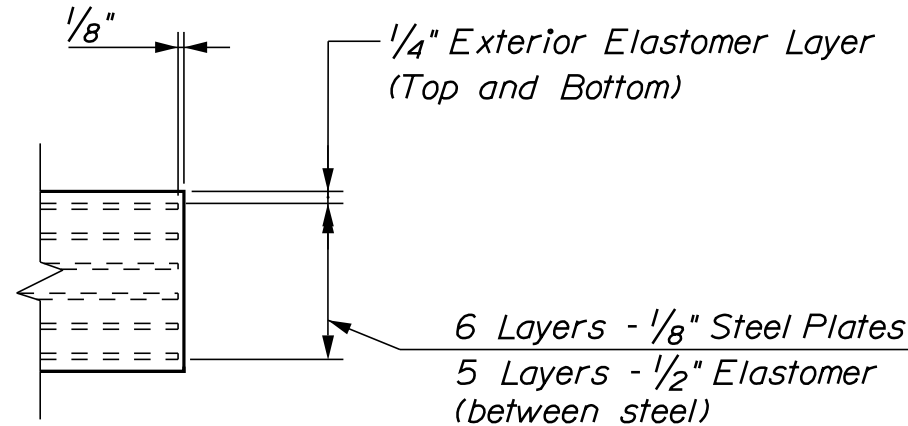 1/8"
1/4" Exterior Elastomer Layer
(Top and Bottom)
6 Layers - 1/8" Steel Plates
5 Layers - 1/2" Elastomer
(between steel)